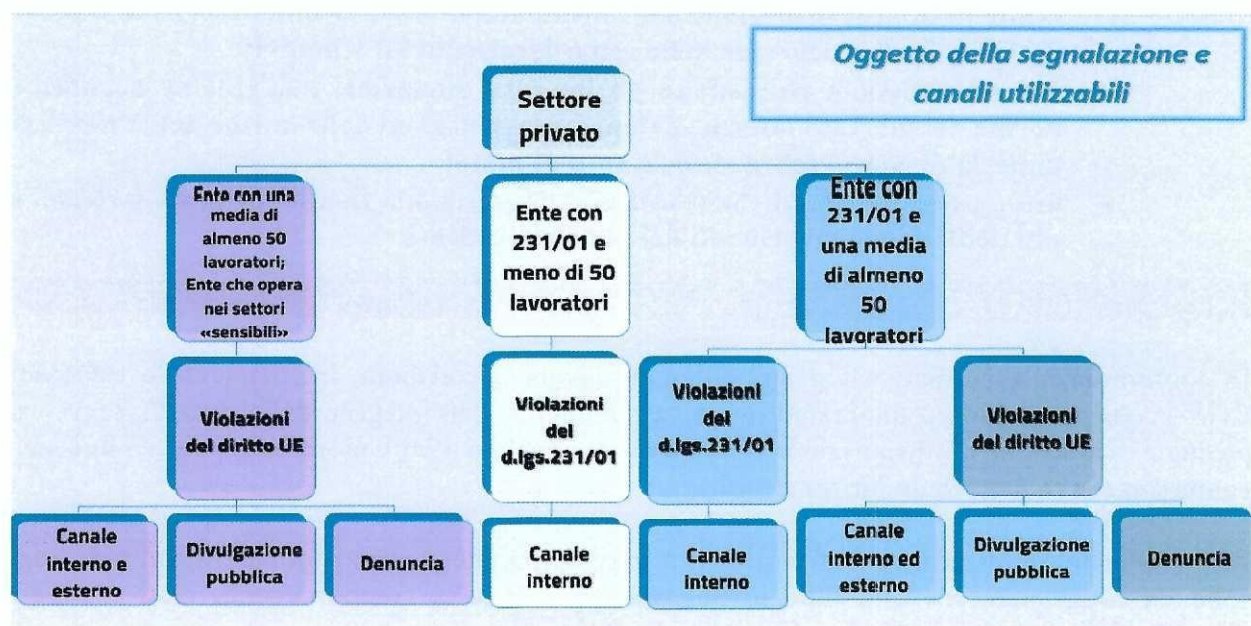 Oggetto della segnalazione e
canali utilizzabili
Settore
privato
Ente con una
media di
almeno 50
lavoratori;
Ente che opera
nei settori
«sensibili»
Ente con
231/01 e
meno di 50
lavoratori
Ente con
231/01 e
una media
di almeno
50
lavoratori
Violazioni
del diritto UE
Violazioni
del
d.lgs.231/01
Violazioni
del
d.lgs.231/01
Violazioni
del diritto UE
Canale
interno e
esterno
Divulgazione
pubblica
Denuncia
Canale
interno
Canale
interno
Canale
interno ed
esterno
Divulgazione
pubblica
Denuncia